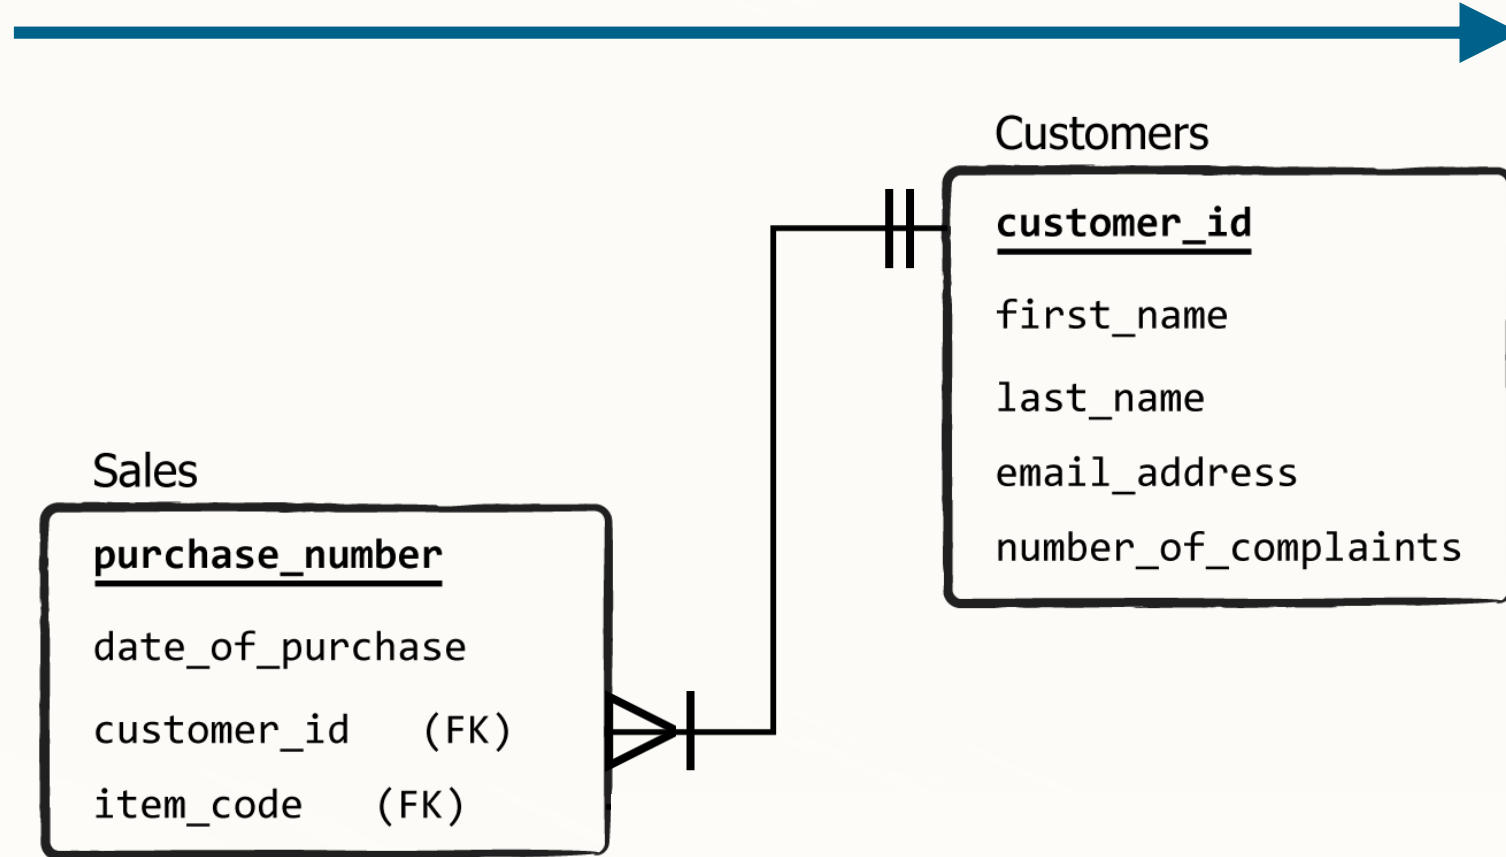 Customers
customer_id
first_name
last_name
email_address
number_of_complaints
Sales
purchase_number
date_of_purchase
customer_id (FK)
item_code (FK)